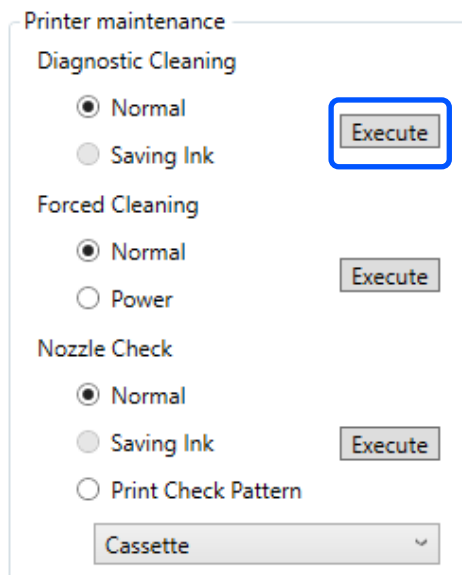 Printer maintenance
Diagnostic Cleaning
Normal
Execute
Saving Ink
Forced Cleaning
Normal
Execute
Power
Nozzle Check
Normal
Saving Ink
Execute
Print Check Pattern
Cassette